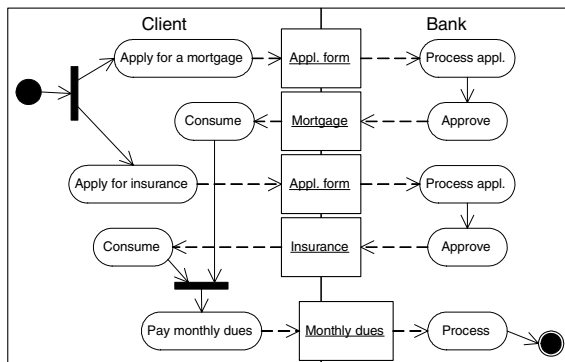 Client
Bank
Apply for a mortgage
Appl. form
Process appl.
Consume
Mortgage
Approve
Apply for insurance
Appl. form
Process appl.
Consume
Insurance
Approve
Pay monthly dues
Monthly dues
Process